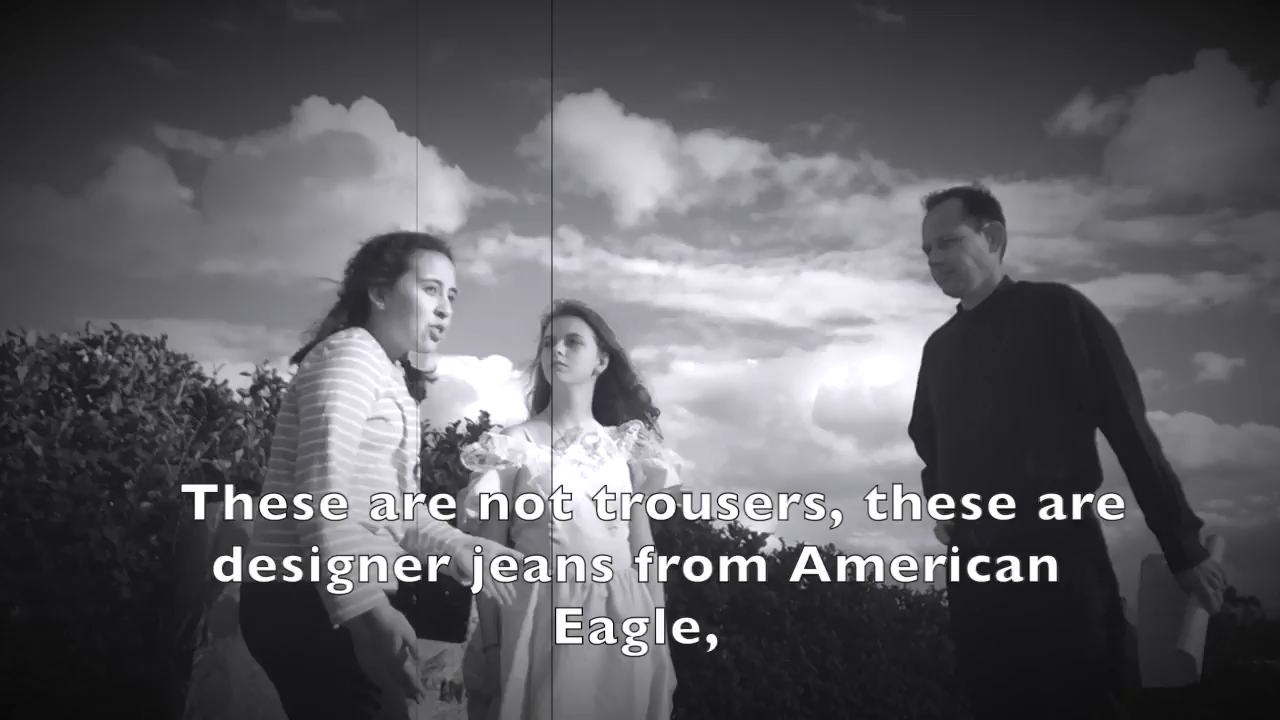 These are not trousers, these are
designer jeans from American
Eagle,